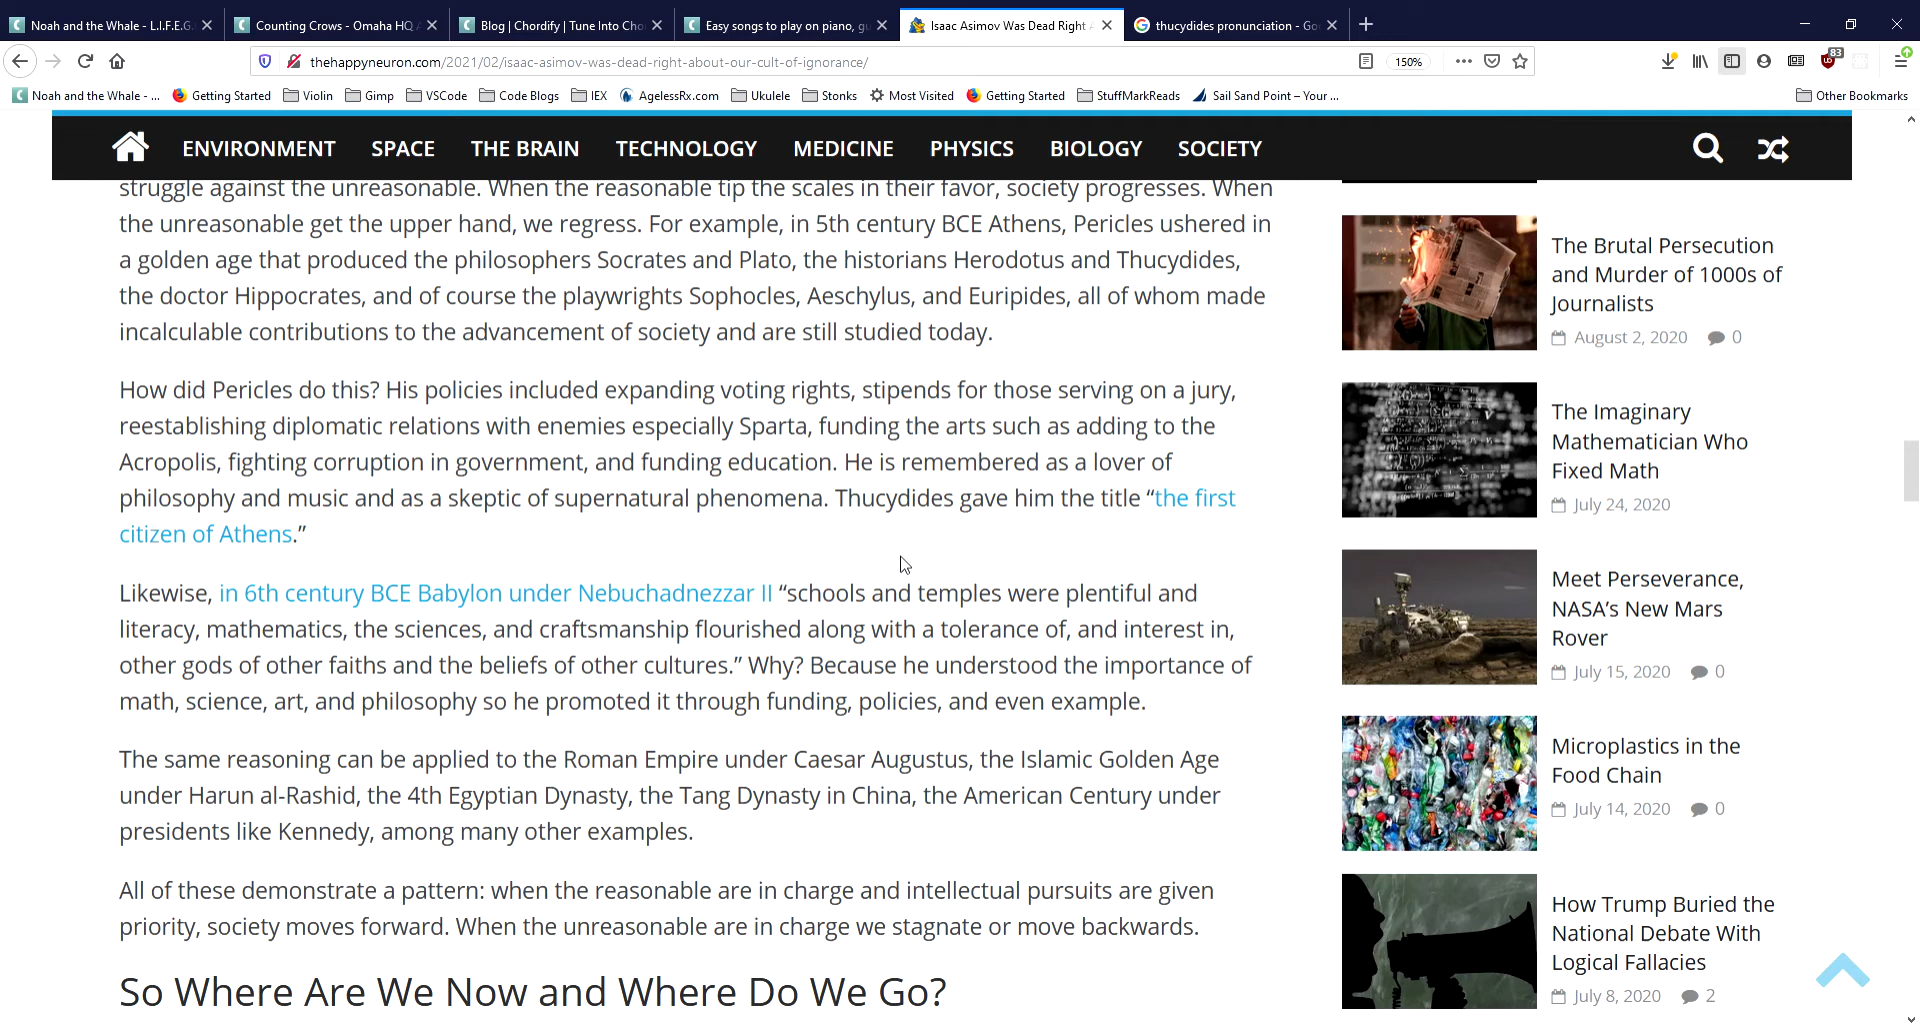 Noah and the Whale - L.I.F.E.G.
Counting Crows - Omaha HQ
Blog | Chordify | Tune Into Cho
Easy songs to play on piano, gu
Isaac Asimov Was Dead Right
thucydides pronunciation - Go
thehappyneuron.com/2021/02/isaac-asimov-was-dead-right-about-our-cult-of-ignorance/
150%
83
Noah and the Whale - ...
Getting Started
Violin
Gimp
VSCode
Code Blogs
IEX
AgelessRx.com
Ukulele
Stonks
Most Visited
Getting Started
StuffMarkReads
Sail Sand Point – Your ...
Other Bookmarks
ENVIRONMENT SPACE THE BRAIN TECHNOLOGY MEDICINE PHYSICS BIOLOGY SOCIETY
struggle against the unreasonable. When the reasonable tip the scales in their favor, society progresses. When
the unreasonable get the upper hand, we regress. For example, in 5th century BCE Athens, Pericles ushered in
a golden age that produced the philosophers Socrates and Plato, the historians Herodotus and Thucydides,
the doctor Hippocrates, and of course the playwrights Sophocles, Aeschylus, and Euripides, all of whom made
incalculable contributions to the advancement of society and are still studied today.
How did Pericles do this? His policies included expanding voting rights, stipends for those serving on a jury,
reestablishing diplomatic relations with enemies especially Sparta, funding the arts such as adding to the
Acropolis, fighting corruption in government, and funding education. He is remembered as a lover of
philosophy and music and as a skeptic of supernatural phenomena. Thucydides gave him the title “the first
citizen of Athens.”
Likewise, in 6th century BCE Babylon under Nebuchadnezzar II “schools and temples were plentiful and
literacy, mathematics, the sciences, and craftsmanship flourished along with a tolerance of, and interest in,
other gods of other faiths and the beliefs of other cultures.” Why? Because he understood the importance of
math, science, art, and philosophy so he promoted it through funding, policies, and even example.
The same reasoning can be applied to the Roman Empire under Caesar Augustus, the Islamic Golden Age
under Harun al-Rashid, the 4th Egyptian Dynasty, the Tang Dynasty in China, the American Century under
presidents like Kennedy, among many other examples.
All of these demonstrate a pattern: when the reasonable are in charge and intellectual pursuits are given
priority, society moves forward. When the unreasonable are in charge we stagnate or move backwards.
So Where Are We Now and Where Do We Go?
The Brutal Persecution
and Murder of 1000s of
Journalists
August 2, 2020 0
The Imaginary
Mathematician Who
Fixed Math
July 24, 2020
Meet Perseverance,
NASA’s New Mars
Rover
July 15, 2020 0
Microplastics in the
Food Chain
July 14, 2020 0
How Trump Buried the
National Debate With
Logical Fallacies
July 8, 2020 2